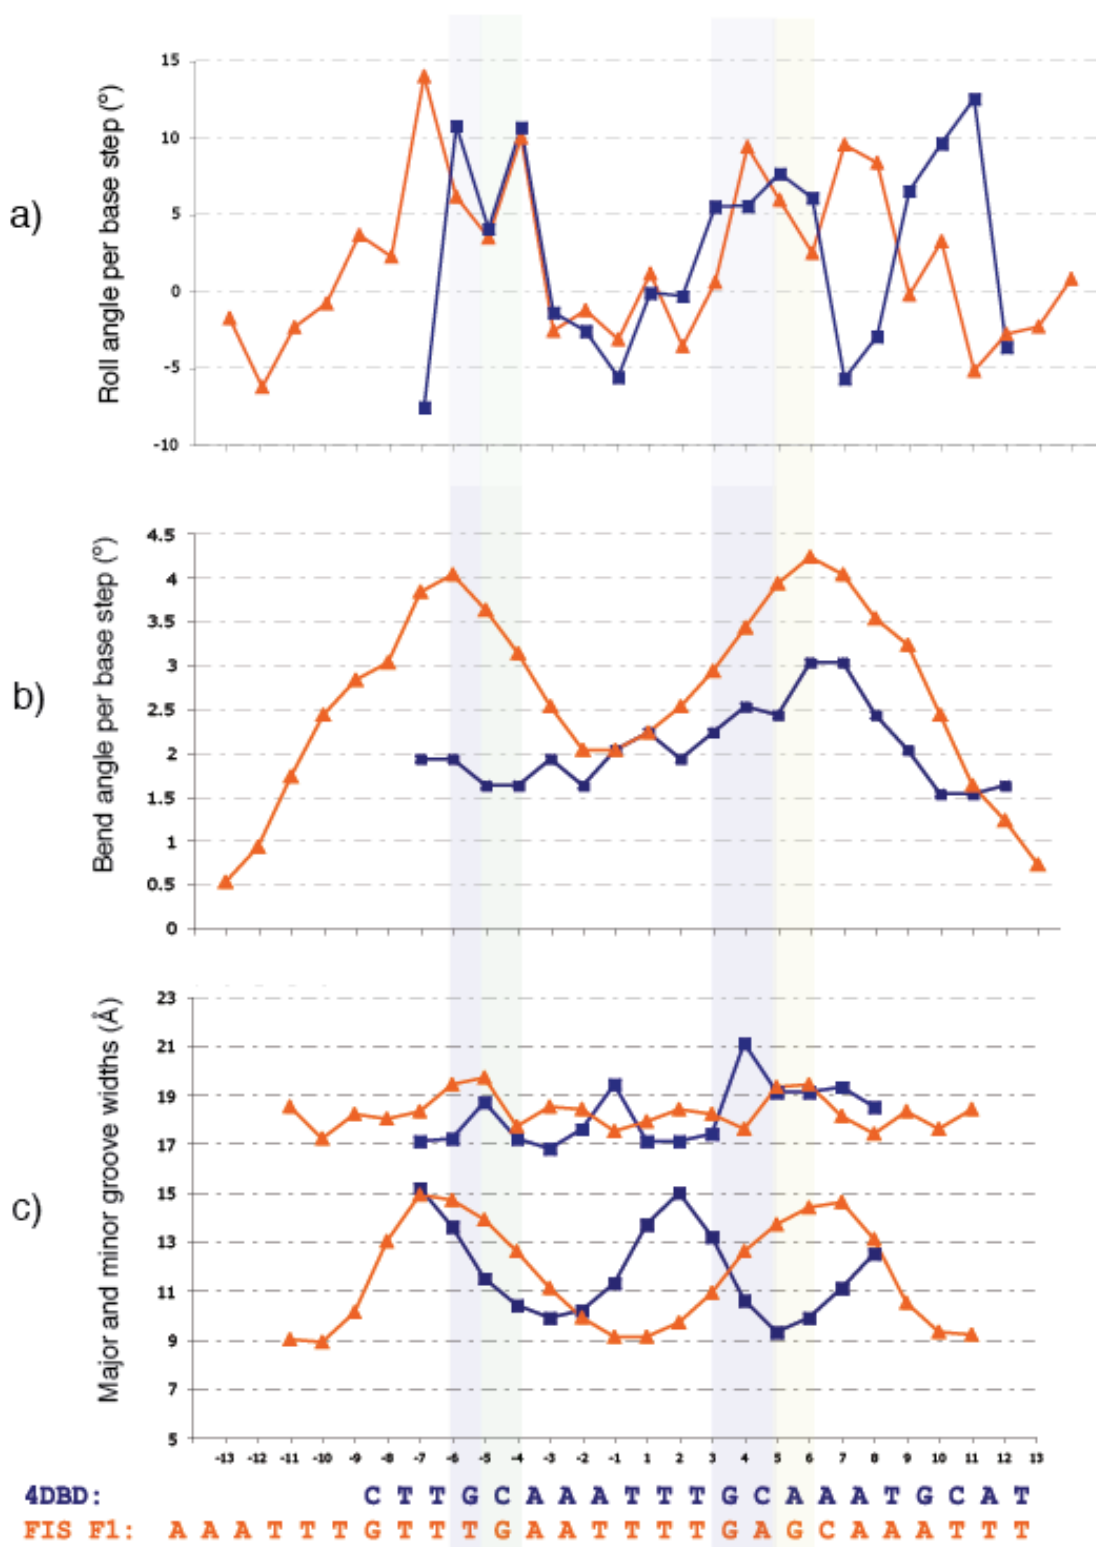 a)
Roll angle per base step (°)
15
10
5
0
-5
-10
b)
Bend angle per base step (°)
4.5
4
3.5
3
2.5
2
1.5
1
0.5
0
c)
Major and minor groove widths (Å)
23
21
19
17
15
13
11
9
7
5
-13 -12 -11 -10 -9 -8 -7 -6 -5 -4 -3 -2 -1 1 2 3 4 5 6 7 8 9 10 11 12 13
4DBD: C T T G C A A A T T T G C A A A T G C A T
FIS F1: A A A T T T G T T T G A A T T T T G A G C A A A T T T